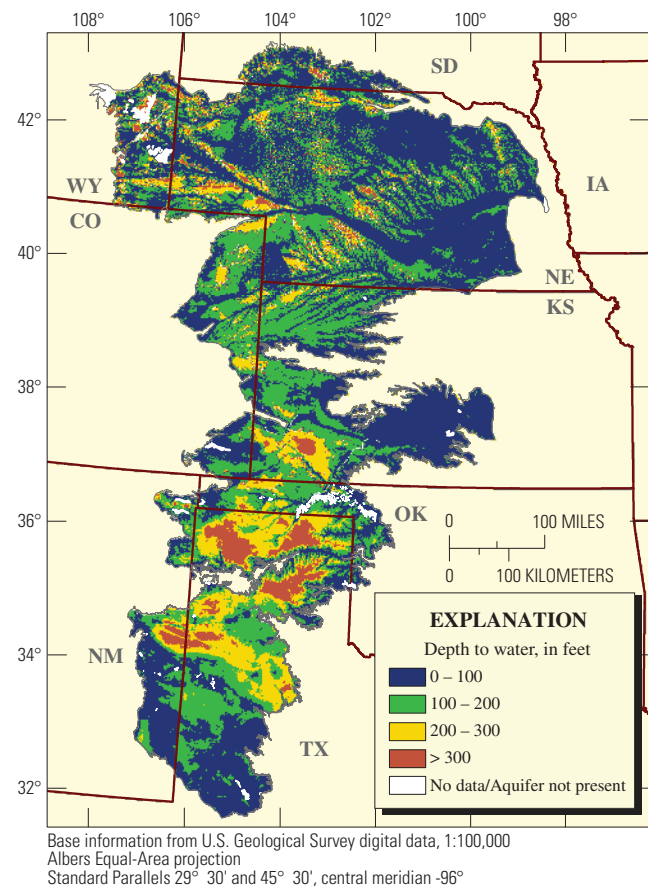 108° 106° 104° 102° 100° 98°
SD
42°
WY
IA
CO
40°
NE
KS
38°
OK
36°
0 100 MILES
0 100 KILOMETERS
EXPLANATION
Depth to water, in feet
0 – 100
100 – 200
200 – 300
> 300
No data/Aquifer not present
NM
34°
TX
32°
Base information from U.S. Geological Survey digital data, 1:100,000
Albers Equal-Area projection
Standard Parallels 29° 30' and 45° 30', central meridian -96°